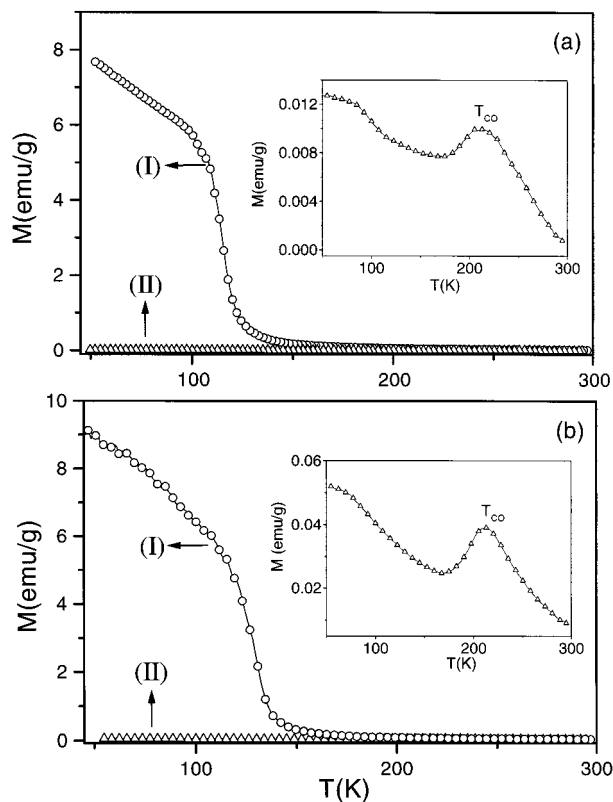 (a)
8
6
4
2
0
M(emu/g)
(I)
(II)
100
200
300
0.012
0.008
0.004
0.000
M(emu/g)
T_CO
100
200
300
T(K)
(b)
10
8
6
4
2
0
M(emu/g)
(I)
(II)
100
200
300
T(K)
0.06
0.04
0.02
M (emu/g)
T_CO
100
200
300
T(K)